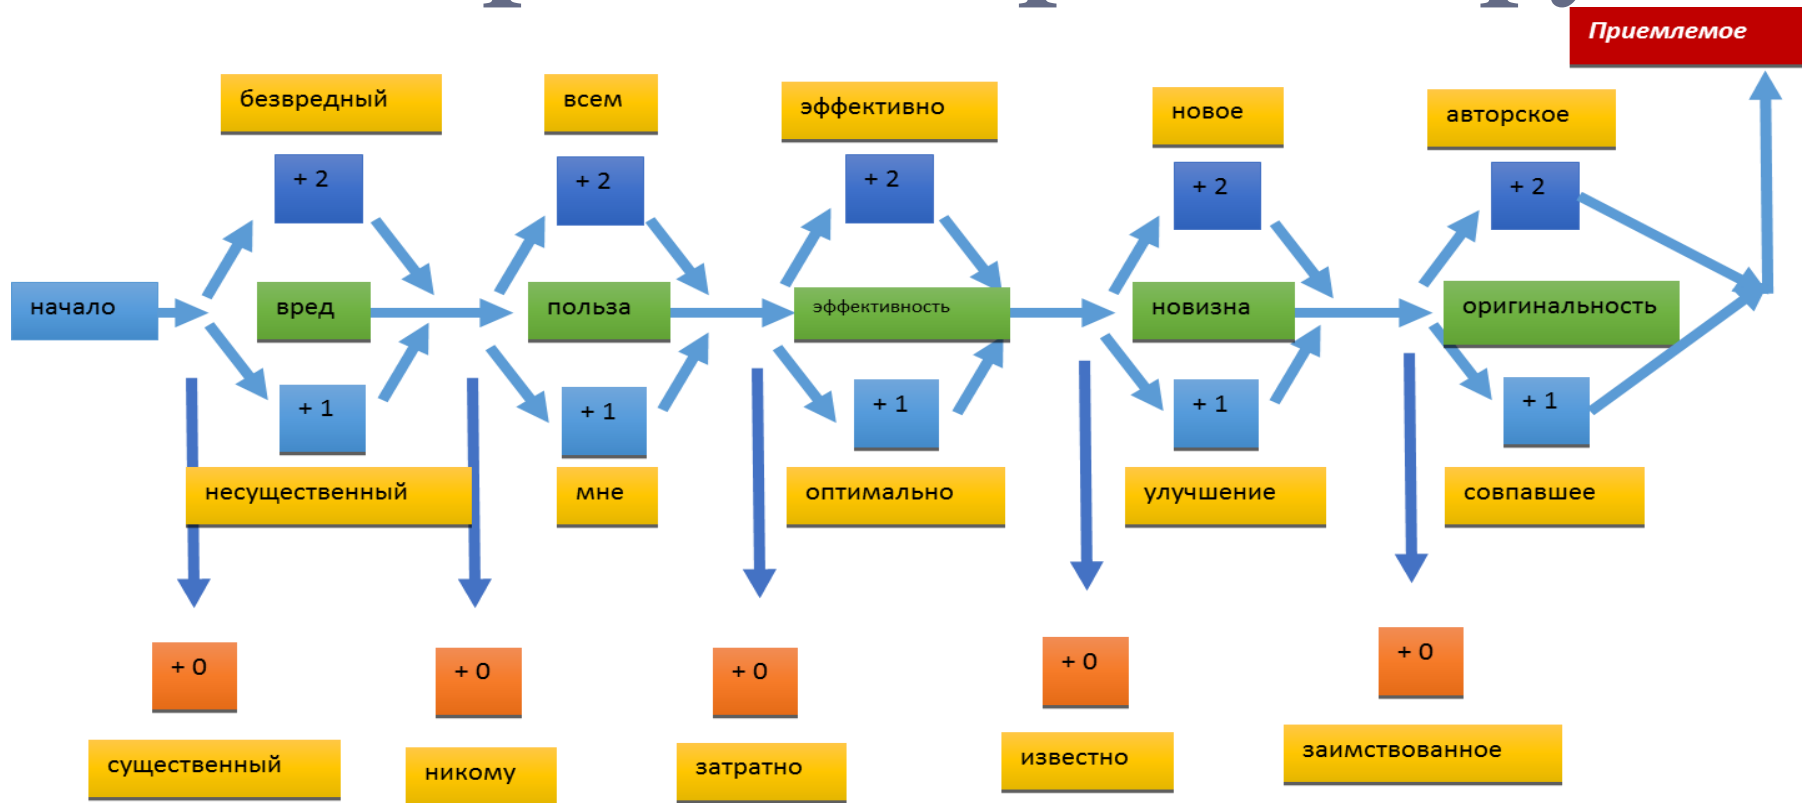 Приемлемое
безвредный
всем
эффективно
новое
авторское
+ 2
+ 2
+ 2
+ 2
+ 2
начало
вред
польза
эффективность
новизна
оригинальность
+ 1
+ 1
+ 1
+ 1
+ 1
несущественный
мне
оптимально
улучшение
совпавшее
+ 0
+ 0
+ 0
+ 0
+ 0
существенный
никому
затратно
известно
заимствованное